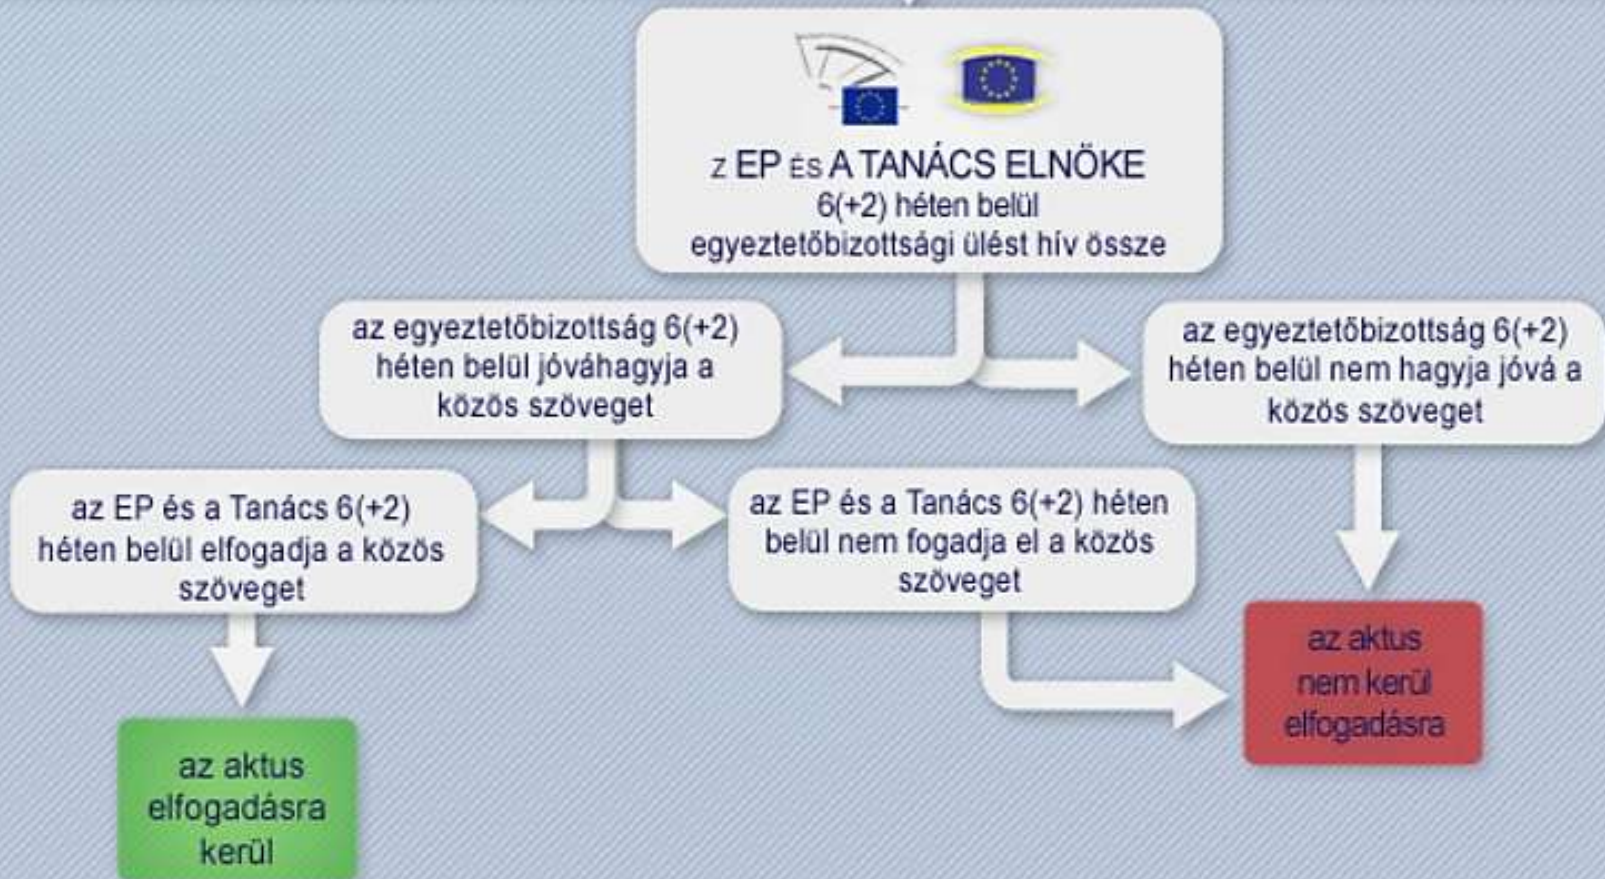 z EP ÉS A TANÁCS ELNÖKE
6(+2) héten belül
egyeztetőbizottsági ülést hív össze
az egyeztetőbizottság 6(+2)
héten belül jóváhagyja a
közös szöveget
az egyeztetőbizottság 6(+2)
héten belül nem hagyja jóvá a
közös szöveget
az EP és a Tanács 6(+2)
héten belül elfogadja a közös
szöveget
az EP és a Tanács 6(+2) héten
belül nem fogadja el a közös
szöveget
az aktus
nem kerül
elfogadásra
az aktus
elfogadásra
kerül